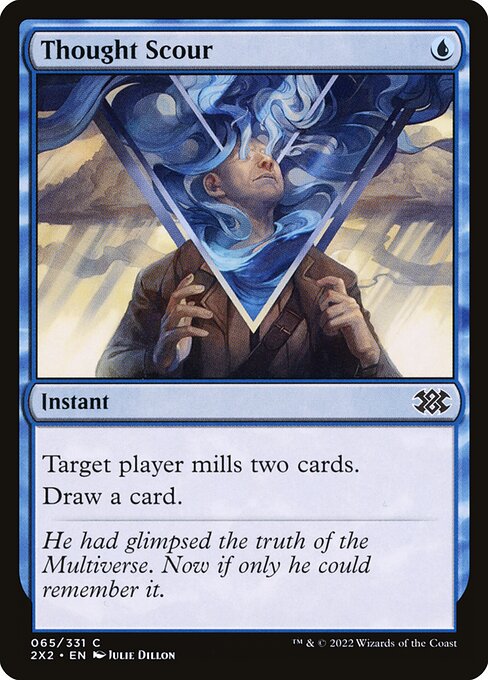 Thought Scour
Instant
Target player mills two cards.
Draw a card.
He had glimpsed the truth of the
Multiverse. Now if only he could
remember it.
065/331 C
2X2 • EN Julie Dillon
™ & © 2022 Wizards of the Coast